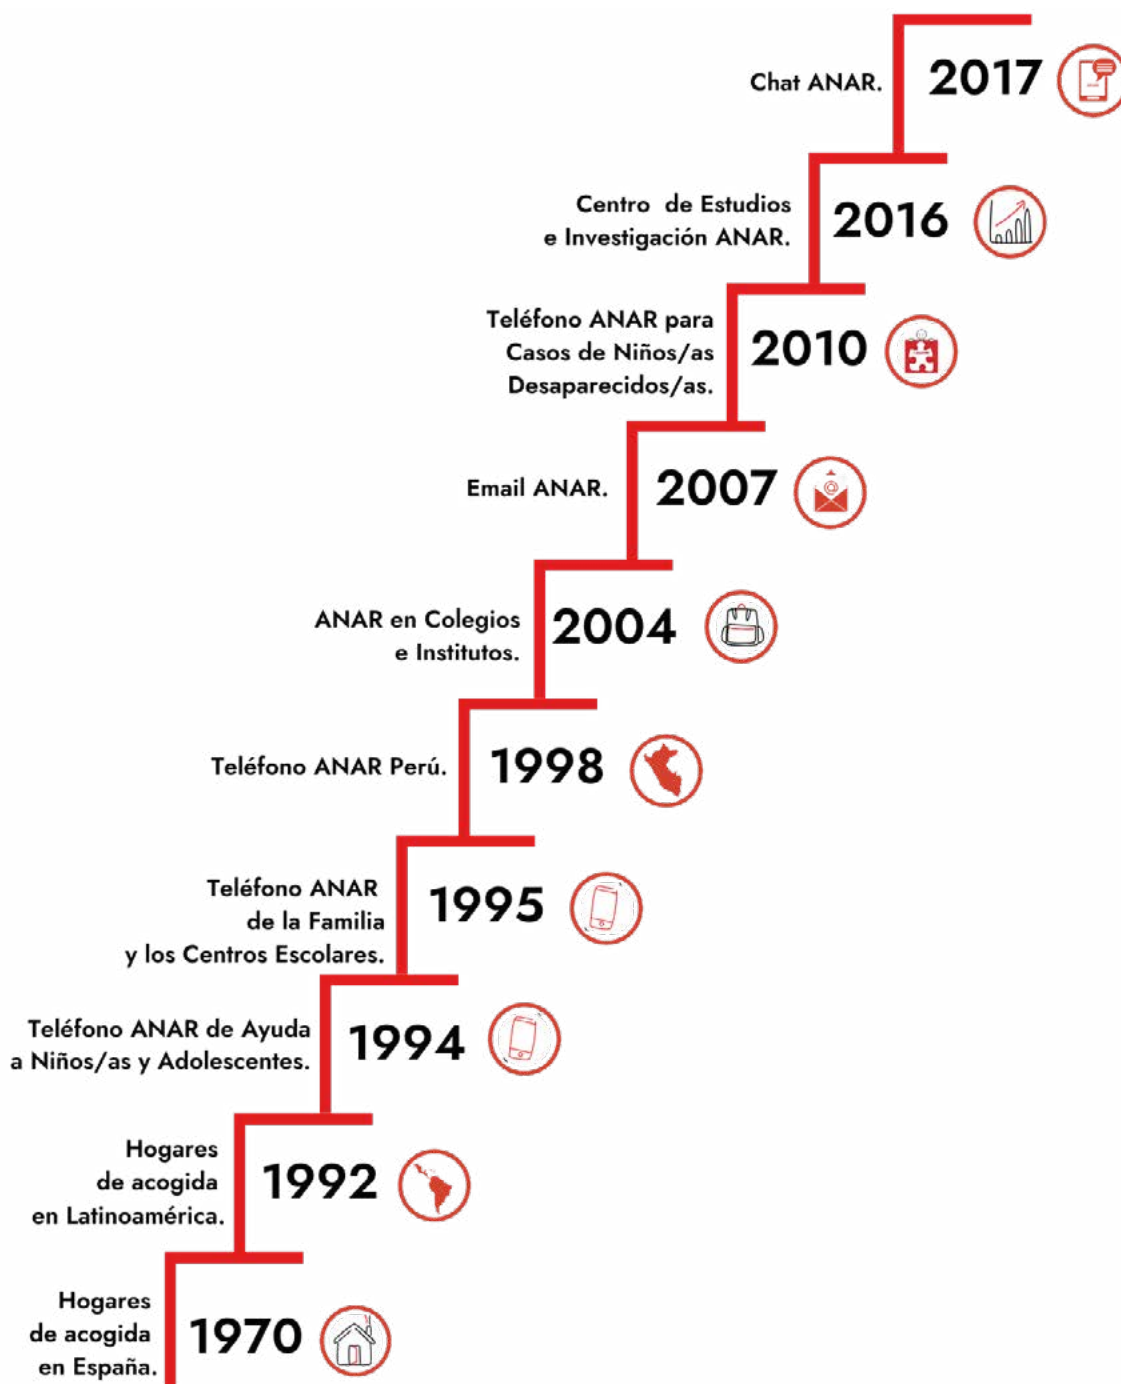 Chat ANAR.
2017
Centro de Estudios
e Investigación ANAR.
2016
Teléfono ANAR para
Casos de Niños/as
Desaparecidos/as.
2010
Email ANAR.
2007
ANAR en Colegios
e Institutos.
2004
Teléfono ANAR Perú.
1998
Teléfono ANAR
de la Familia
y los Centros Escolares.
1995
Teléfono ANAR de Ayuda
a Niños/as y Adolescentes.
1994
Hogares
de acogida
en Latinoamérica.
1992
Hogares
de acogida
en España.
1970